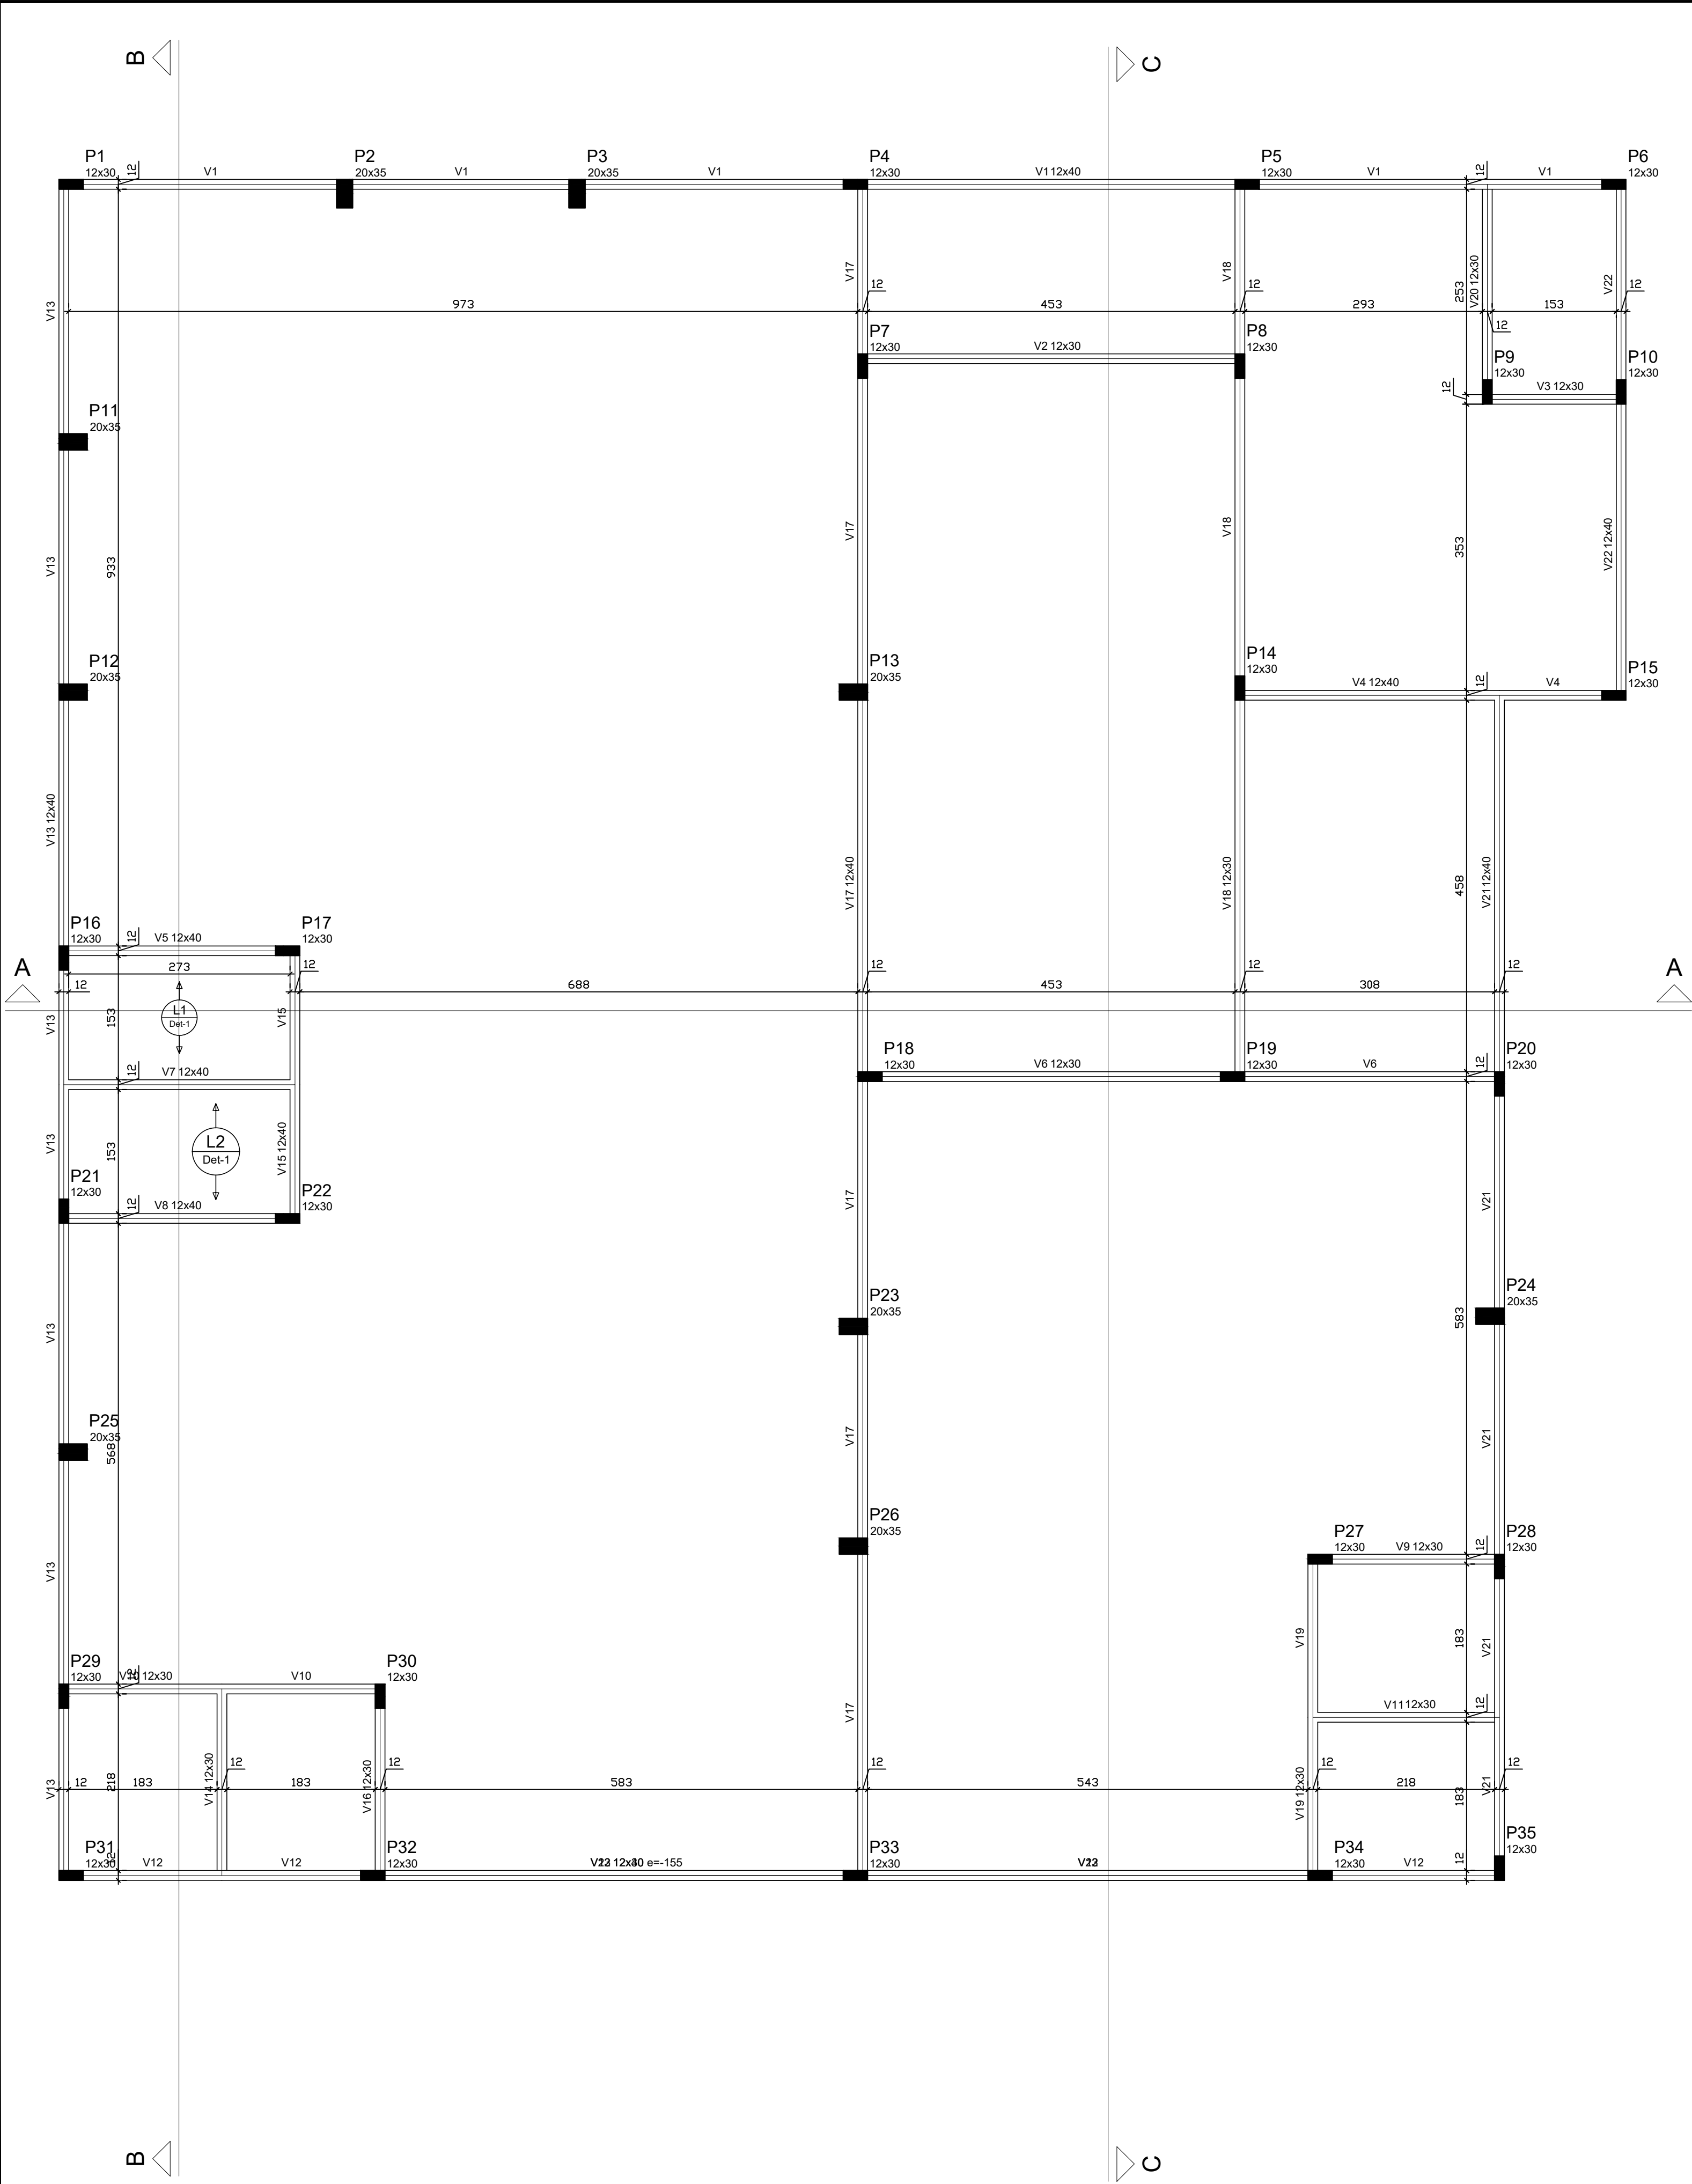 B
C
P1
12x30
12
V1
P2
20x35
V1
P3
20x35
V1
P4
12x30
V1 12x40
P5
12x30
V1
12
V1
P6
12x30
V13
V17
V18
253
V20 12x30
V22
12
12
12
973
453
293
153
12
P7
12x30
V2 12x30
P8
12x30
P9
12x30
P10
12x30
V3 12x30
12
P11
20x35
V13
933
V17
V18
353
V22 12x40
P12
20x35
P13
20x35
P14
12x30
V4 12x40
12
V4
P15
12x30
V13 12x40
V17 12x40
V18 12x30
458
V21 12x40
P16
12x30
12
V5 12x40
P17
12x30
A
A
273
12
12
12
12
12
688
453
308
V13
153
L1
Det-1
V15
12
V7 12x40
P18
12x30
V6 12x30
P19
12x30
V6
12
P20
12x30
V13
153
L2
Det-1
V15 12x40
P21
12x30
12
V8 12x40
P22
12x30
V17
V21
P23
20x35
P24
20x35
V13
583
P25
20x35
568
V17
V21
P26
20x35
P27
12x30
V9 12x30
12
P28
12x30
V13
V19
183
V21
P29
12x30
12x30
V10
P30
12x30
V17
V11 12x30
12
V13
12
183
218
V14 12x30
12
183
V16 12x30
12
583
12
543
V19 12x30
12
218
183
V21
12
P31
12x30
12
V12
V12
P32
12x30
e=-155
P33
12x30
P34
12x30
V12
12
P35
12x30
B
C